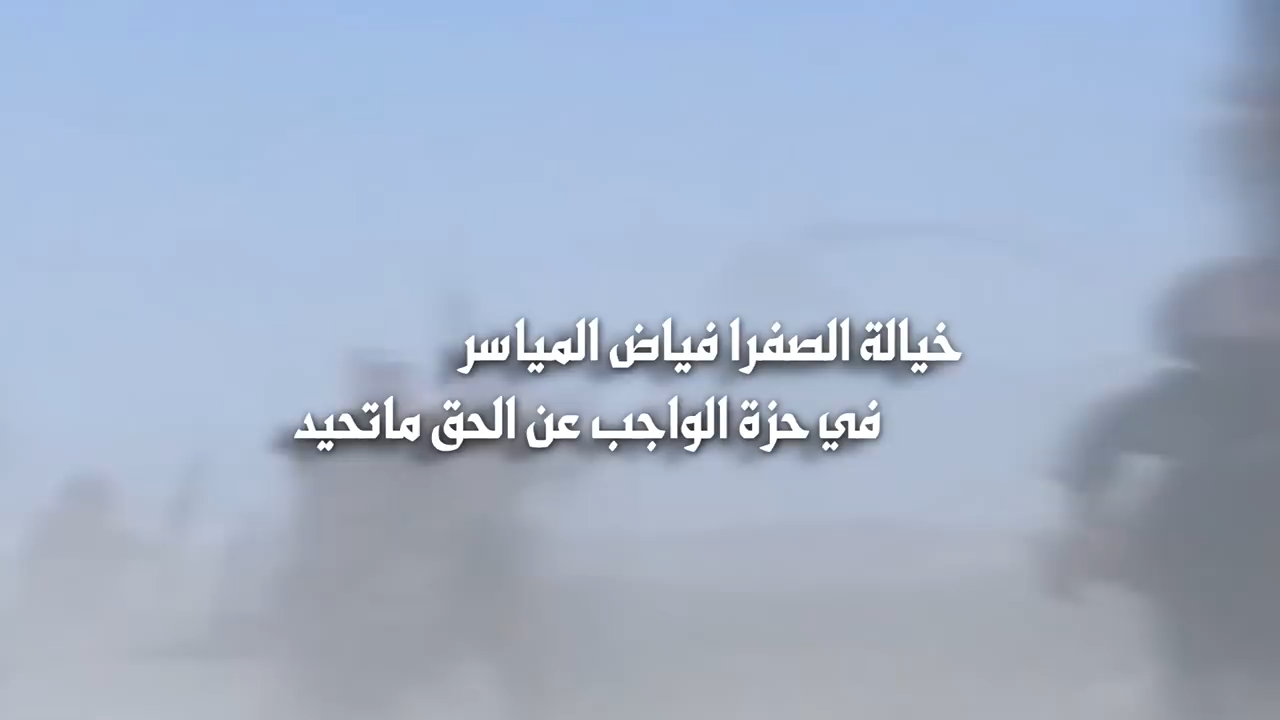 خيالة الصفرا فياض المياسر
في حزة الواجب عن الحق ماتحيد